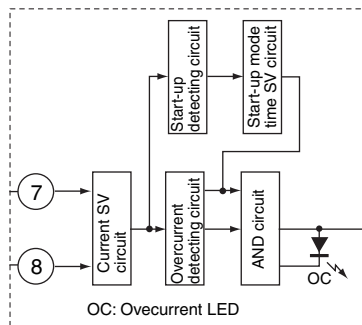 Start-up
detecting circuit
Start-up mode
time SV circuit
7
8
Current SV
circuit
Overcurrent
detecting circuit
AND circuit
OC
OC: Ovecurrent LED